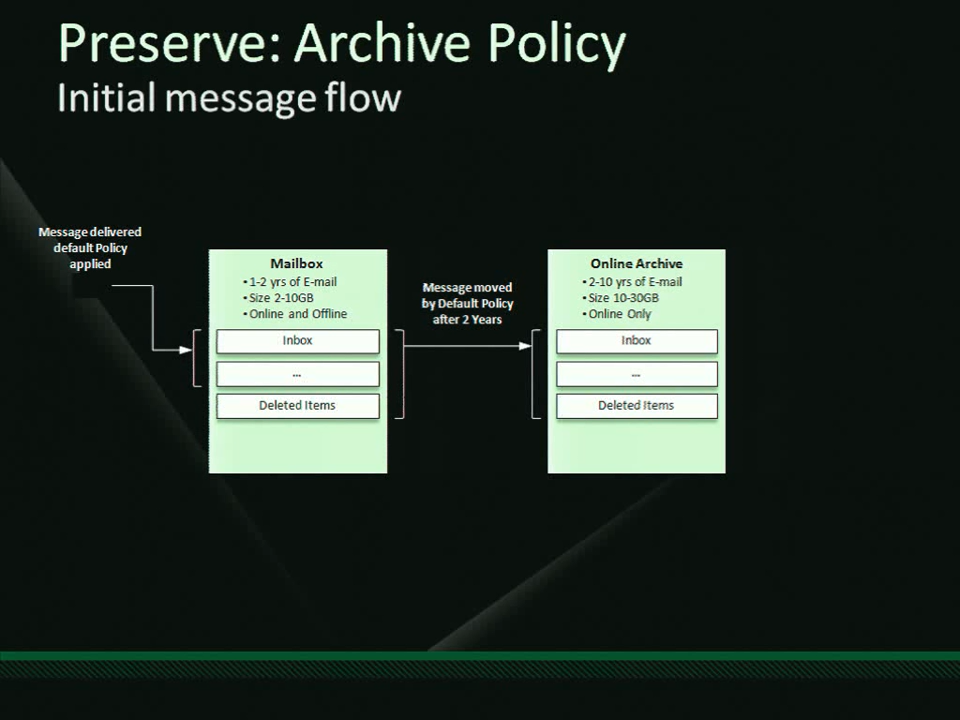 Preserve: Archive Policy
Initial message flow
Message delivered
default Policy
applied
Mailbox
•1-2 yrs of E-mail
•Size 2-10GB
•Online and Offline
Inbox
...
Deleted Items
Message moved
by Default Policy
after 2 Years
Online Archive
•2-10 yrs of E-mail
•Size 10-30GB
•Online Only
Inbox
...
Deleted Items